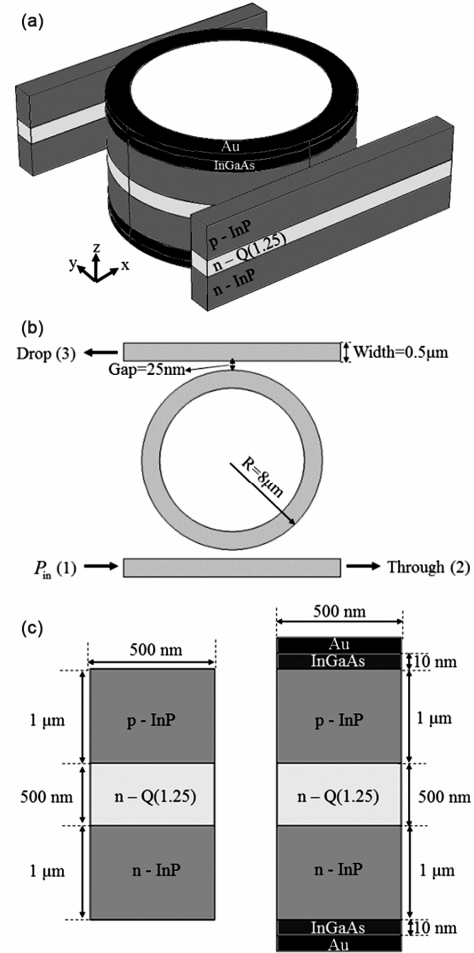 (a)
Au
InGaAs
p - InP
n – Q(1.25)
n - InP
z
y
x
(b)
Drop (3)
Width=0.5μm
Gap=25nm
R=8μm
Pin (1)
Through (2)
(c)
500 nm
500 nm
Au
InGaAs
10 nm
1 μm
p - InP
p - InP
1 μm
500 nm
n – Q(1.25)
n – Q(1.25)
500 nm
1 μm
n - InP
n - InP
1 μm
InGaAs
10 nm
Au